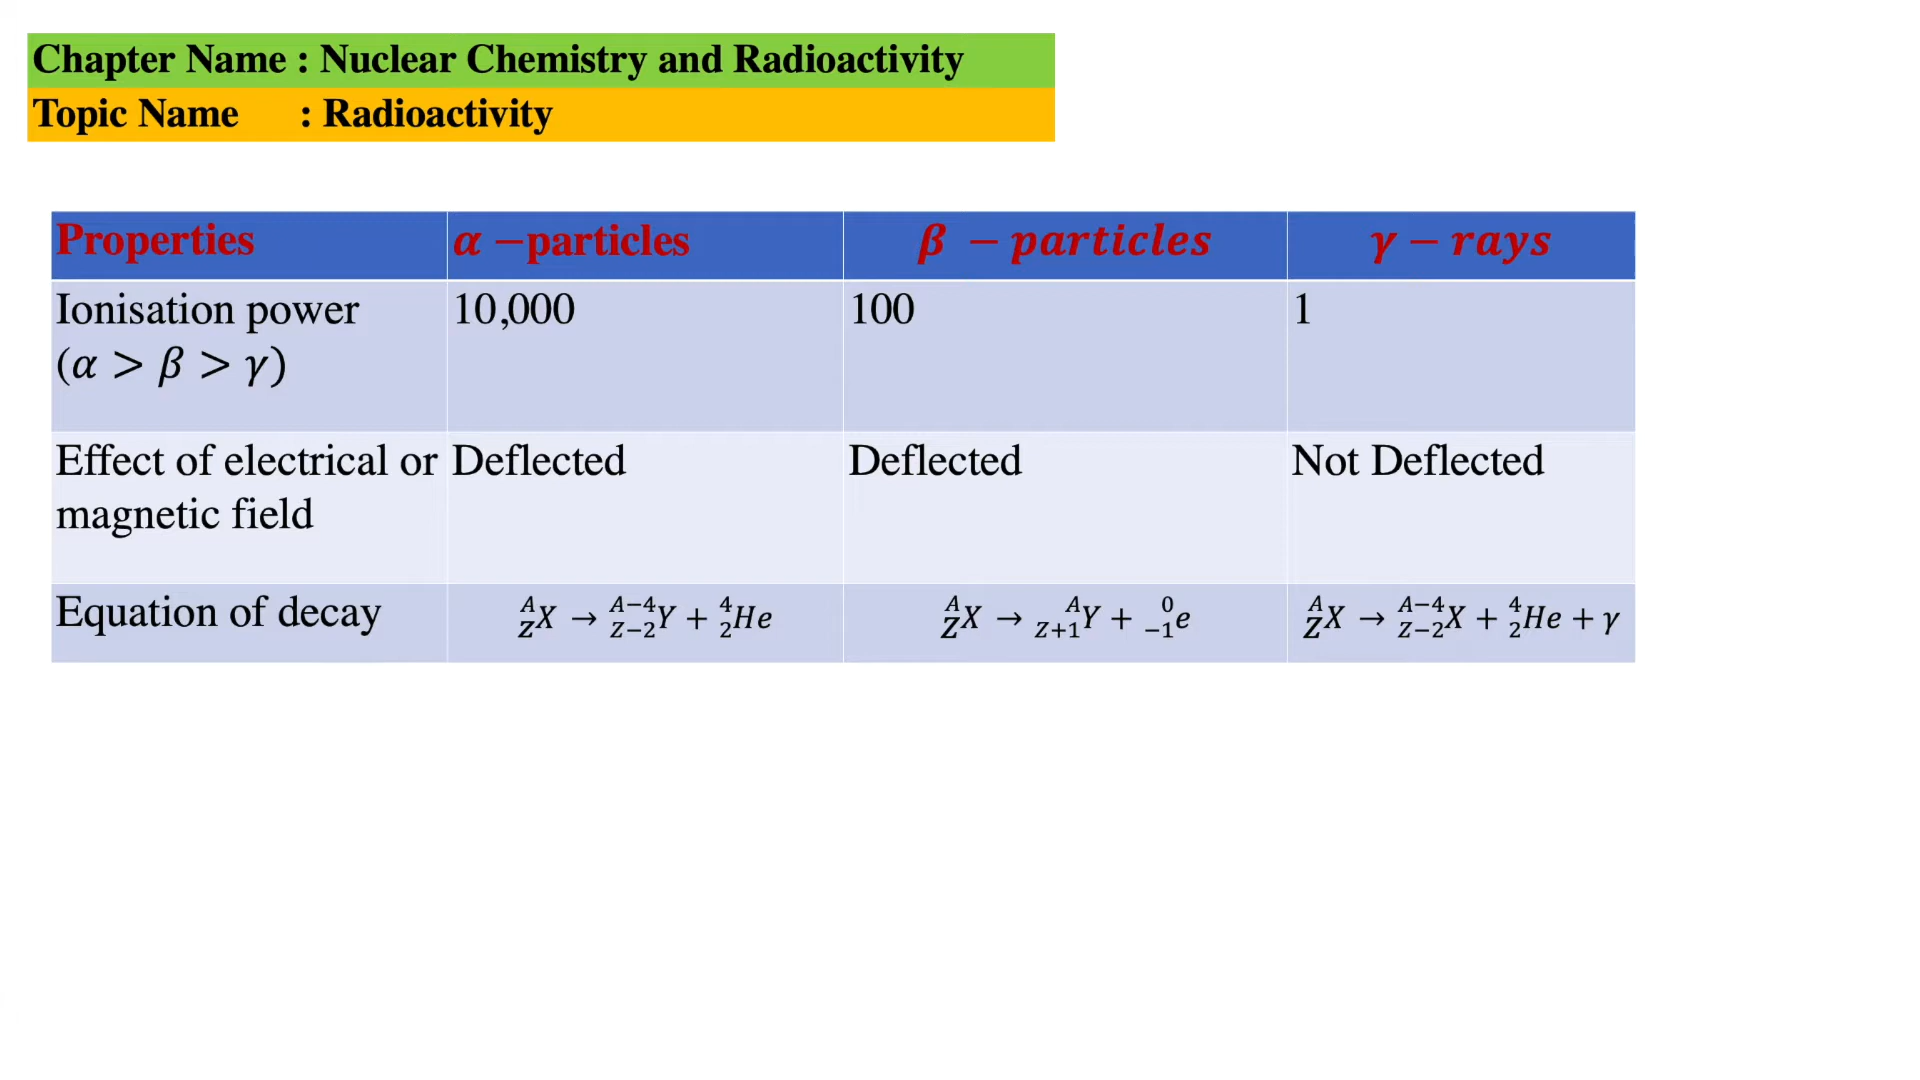 Chapter Name : Nuclear Chemistry and Radioactivity
Topic Name : Radioactivity
Properties α −particles β − particles γ − rays
Ionisation power 10,000 100 1
(α > β > γ)
Effect of electrical or Deflected Deflected Not Deflected
magnetic field
Equation of decay ᴬ_Z X → ᴬ⁻⁴_Z−2 Y + ⁴₂He ᴬ_Z X → ᴬ_Z+1 Y + ⁰₋₁e ᴬ_Z X → ᴬ⁻⁴_Z−2 X + ⁴₂He + γ